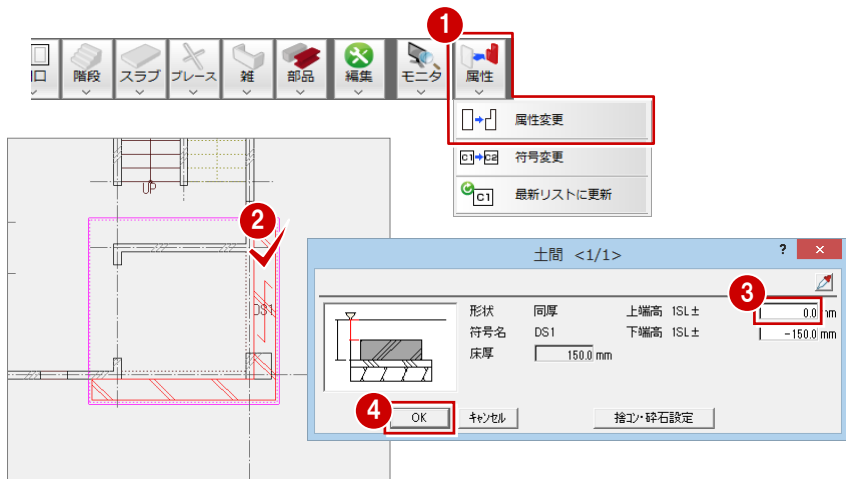 1
口
階段
スラブ
ブレース
雑
部品
編集
モニタ
属性
属性変更
C1 C2 符号変更
C1 最新リストに更新
UP
2
DS1
土間 <1/1>
? ×
3
形状 同厚 上端高 1SL± 0.0 mm
符号名 DS1 下端高 1SL± -150.0 mm
床厚 150.0 mm
4
OK キャンセル 捨コン・砕石設定